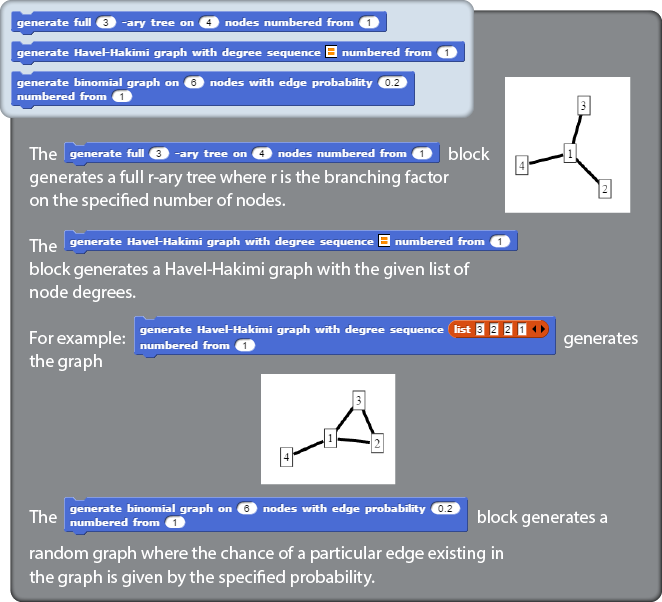 generate full 3 -ary tree on 4 nodes numbered from 1
generate Havel-Hakimi graph with degree sequence numbered from 1
generate binomial graph on 6 nodes with edge probability 0.2
numbered from 1
The generate full 3 -ary tree on 4 nodes numbered from 1 block
generates a full r-ary tree where r is the branching factor
on the specified number of nodes.
3
1
4
2
The generate Havel-Hakimi graph with degree sequence numbered from 1
block generates a Havel-Hakimi graph with the given list of
node degrees.
For example: generate Havel-Hakimi graph with degree sequence list 3 2 2 1
numbered from 1 generates
the graph
3
1
2
4
The generate binomial graph on 6 nodes with edge probability 0.2
numbered from 1 block generates a
random graph where the chance of a particular edge existing in
the graph is given by the specified probability.